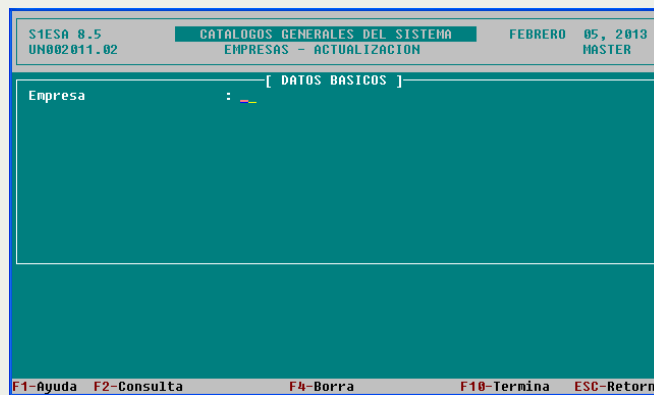 S1ESA 8.5 CATALOGOS GENERALES DEL SISTEMA FEBRERO 05, 2013
UN002011.02 EMPRESAS - ACTUALIZACION MASTER
[ DATOS BASICOS ]
Empresa :
F1-Ayuda F2-Consulta F4-Borra F10-Termina ESC-Retorn